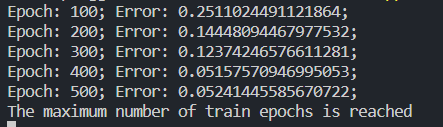 Epoch: 100; Error: 0.2511024491121864;
Epoch: 200; Error: 0.14448094467977532;
Epoch: 300; Error: 0.12374246576611281;
Epoch: 400; Error: 0.05157570946995053;
Epoch: 500; Error: 0.05241445585670722;
The maximum number of train epochs is reached